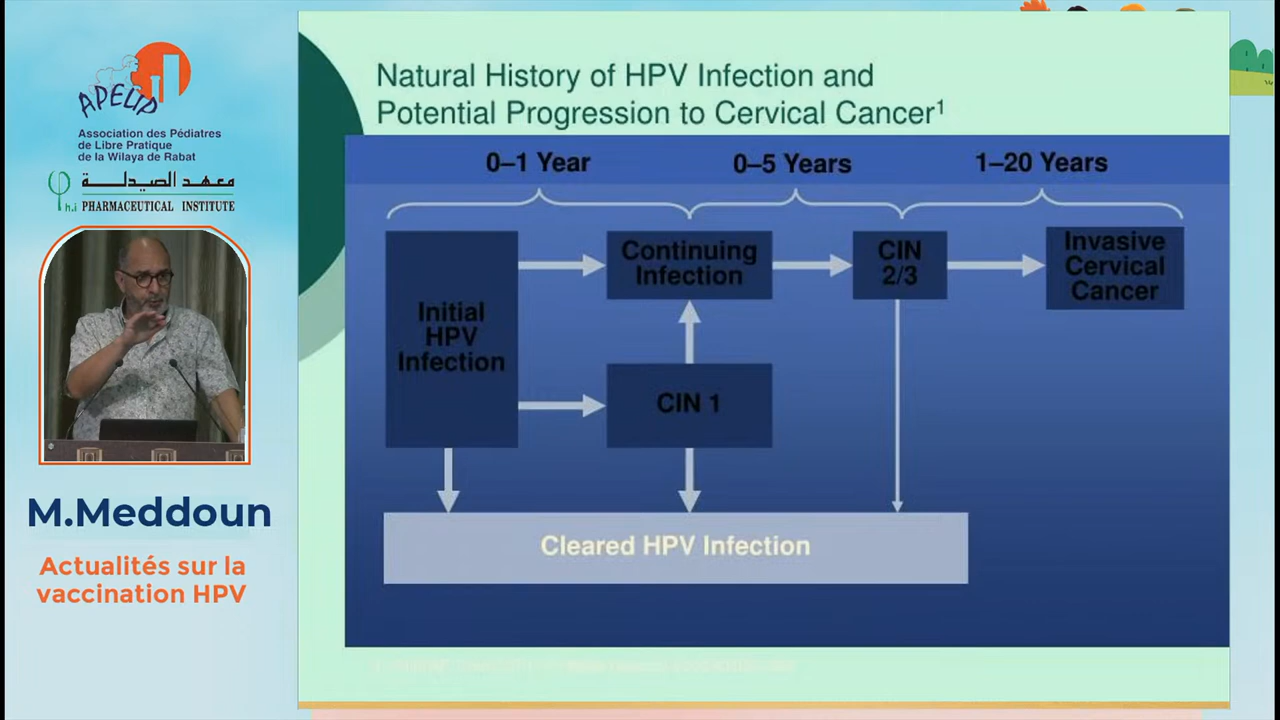 APELIP
Association des Pédiatres
de Libre Pratique
de la Wilaya de Rabat
معهد الصيدلة
h.i PHARMACEUTICAL INSTITUTE
M.Meddoun
Actualités sur la
vaccination HPV
Natural History of HPV Infection and
Potential Progression to Cervical Cancer¹
0–1 Year
0–5 Years
1–20 Years
Initial
HPV
Infection
Continuing
Infection
CIN
2/3
Invasive
Cervical
Cancer
CIN 1
Cleared HPV Infection